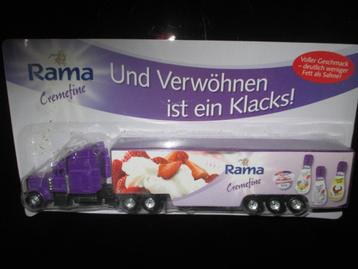 Rama
Cremefine
Und Verwöhnen
ist ein Klacks!
Voller Geschmack
– deutlich weniger
Fett als Sahne!
Rama
Cremefine